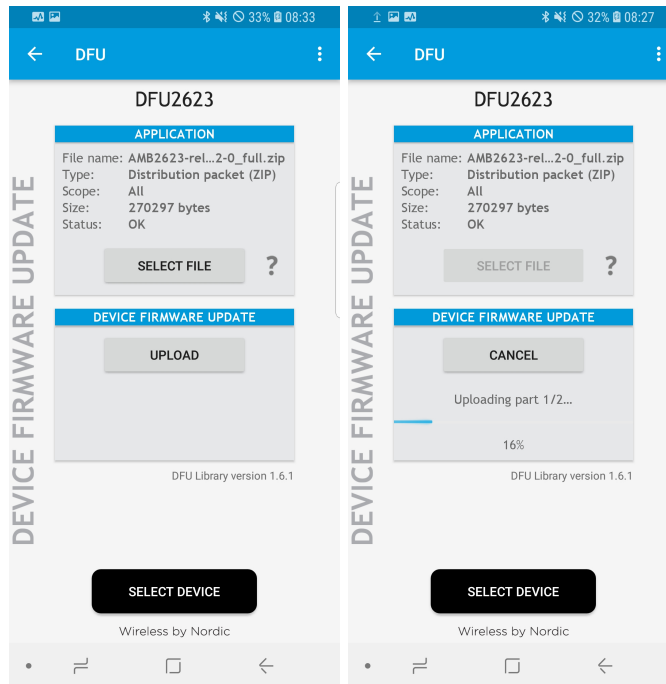 33% 08:33
DFU
DFU2623
APPLICATION
File name: AMB2623-rel...2-0_full.zip
Type: Distribution packet (ZIP)
Scope: All
Size: 270297 bytes
Status: OK
SELECT FILE ?
DEVICE FIRMWARE UPDATE
UPLOAD
DFU Library version 1.6.1
DEVICE FIRMWARE UPDATE
SELECT DEVICE
Wireless by Nordic
32% 08:27
DFU
DFU2623
APPLICATION
File name: AMB2623-rel...2-0_full.zip
Type: Distribution packet (ZIP)
Scope: All
Size: 270297 bytes
Status: OK
SELECT FILE ?
DEVICE FIRMWARE UPDATE
CANCEL
Uploading part 1/2...
16%
DFU Library version 1.6.1
DEVICE FIRMWARE UPDATE
SELECT DEVICE
Wireless by Nordic